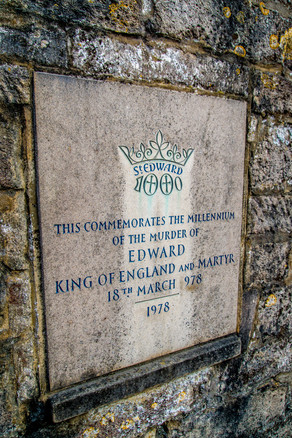 St EDWARD
1000
THIS COMMEMORATES THE MILLENNIUM
OF THE MURDER OF
EDWARD
KING OF ENGLAND AND MARTYR
18TH MARCH 978
1978